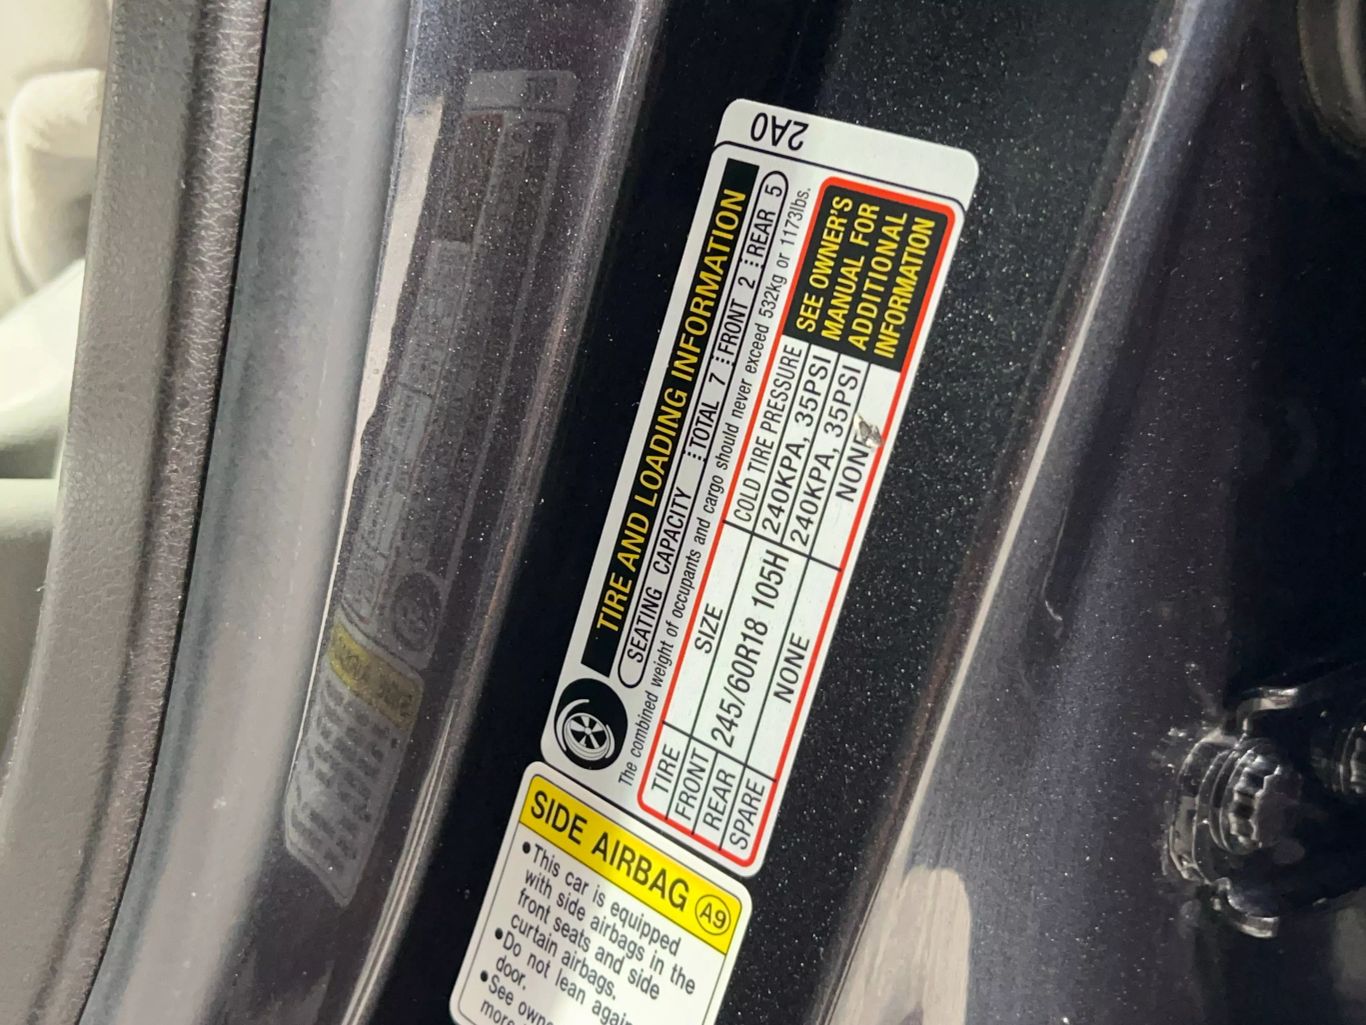 2A0
TIRE AND LOADING INFORMATION
SEATING CAPACITY TOTAL 7 FRONT 2 REAR 5
The combined weight of occupants and cargo should never exceed 532kg or 1173lbs.
TIRE SIZE COLD TIRE PRESSURE
FRONT 245/60R18 105H 240KPA, 35PSI
REAR 240KPA, 35PSI
SPARE NONE NONE
SEE OWNER'S
MANUAL FOR
ADDITIONAL
INFORMATION
SIDE AIRBAG A9
•This car is equipped
with side airbags in the
front seats and side
curtain airbags.
•Do not lean again
door.
•See owne
more